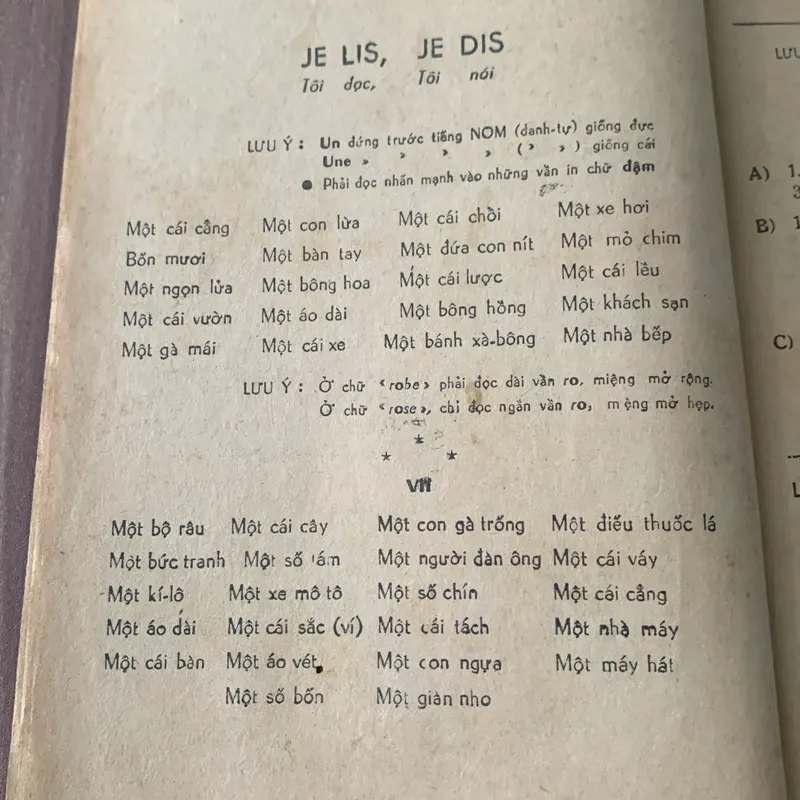 JE LIS, JE DIS
Tôi đọc, Tôi nói
LƯU Ý : Un đứng trước tiếng NOM (danh-tự) giống đực
Une » » » » ( » » ) giống cái
● Phải đọc nhấn mạnh vào những vần in chữ đậm
Một cái cẳng Một con lừa Một cái chổi Một xe hơi
Bốn mươi Một bàn tay Một đứa con nít Một mỏ chim
Một ngọn lửa Một bông hoa Một cái lược Một cái lều
Một cái vườn Một áo dài Một bông hồng Một khách sạn
Một gà mái Một cái xe Một bánh xà-bông Một nhà bếp
LƯU Ý : Ở chữ «robe» phải đọc dài vần ro, miệng mở rộng.
Ở chữ «rose», chỉ đọc ngắn vần ro, m ệng mở hẹp.
*
* *
VII
Một bộ râu Một cái cây Một con gà trống Một điếu thuốc lá
Một bức tranh Một số ám Một người đàn ông Một cái váy
Một kí-lô Một xe mô tô Một số chín Một cái cẳng
Một áo dài Một cái sắc (ví) Một cái tách Một nhà máy
Một cái bàn Một áo vét Một con ngựa Một máy hát
Một số bốn Một giàn nho
LƯU
A) 1.
3
B) 1
C)
L